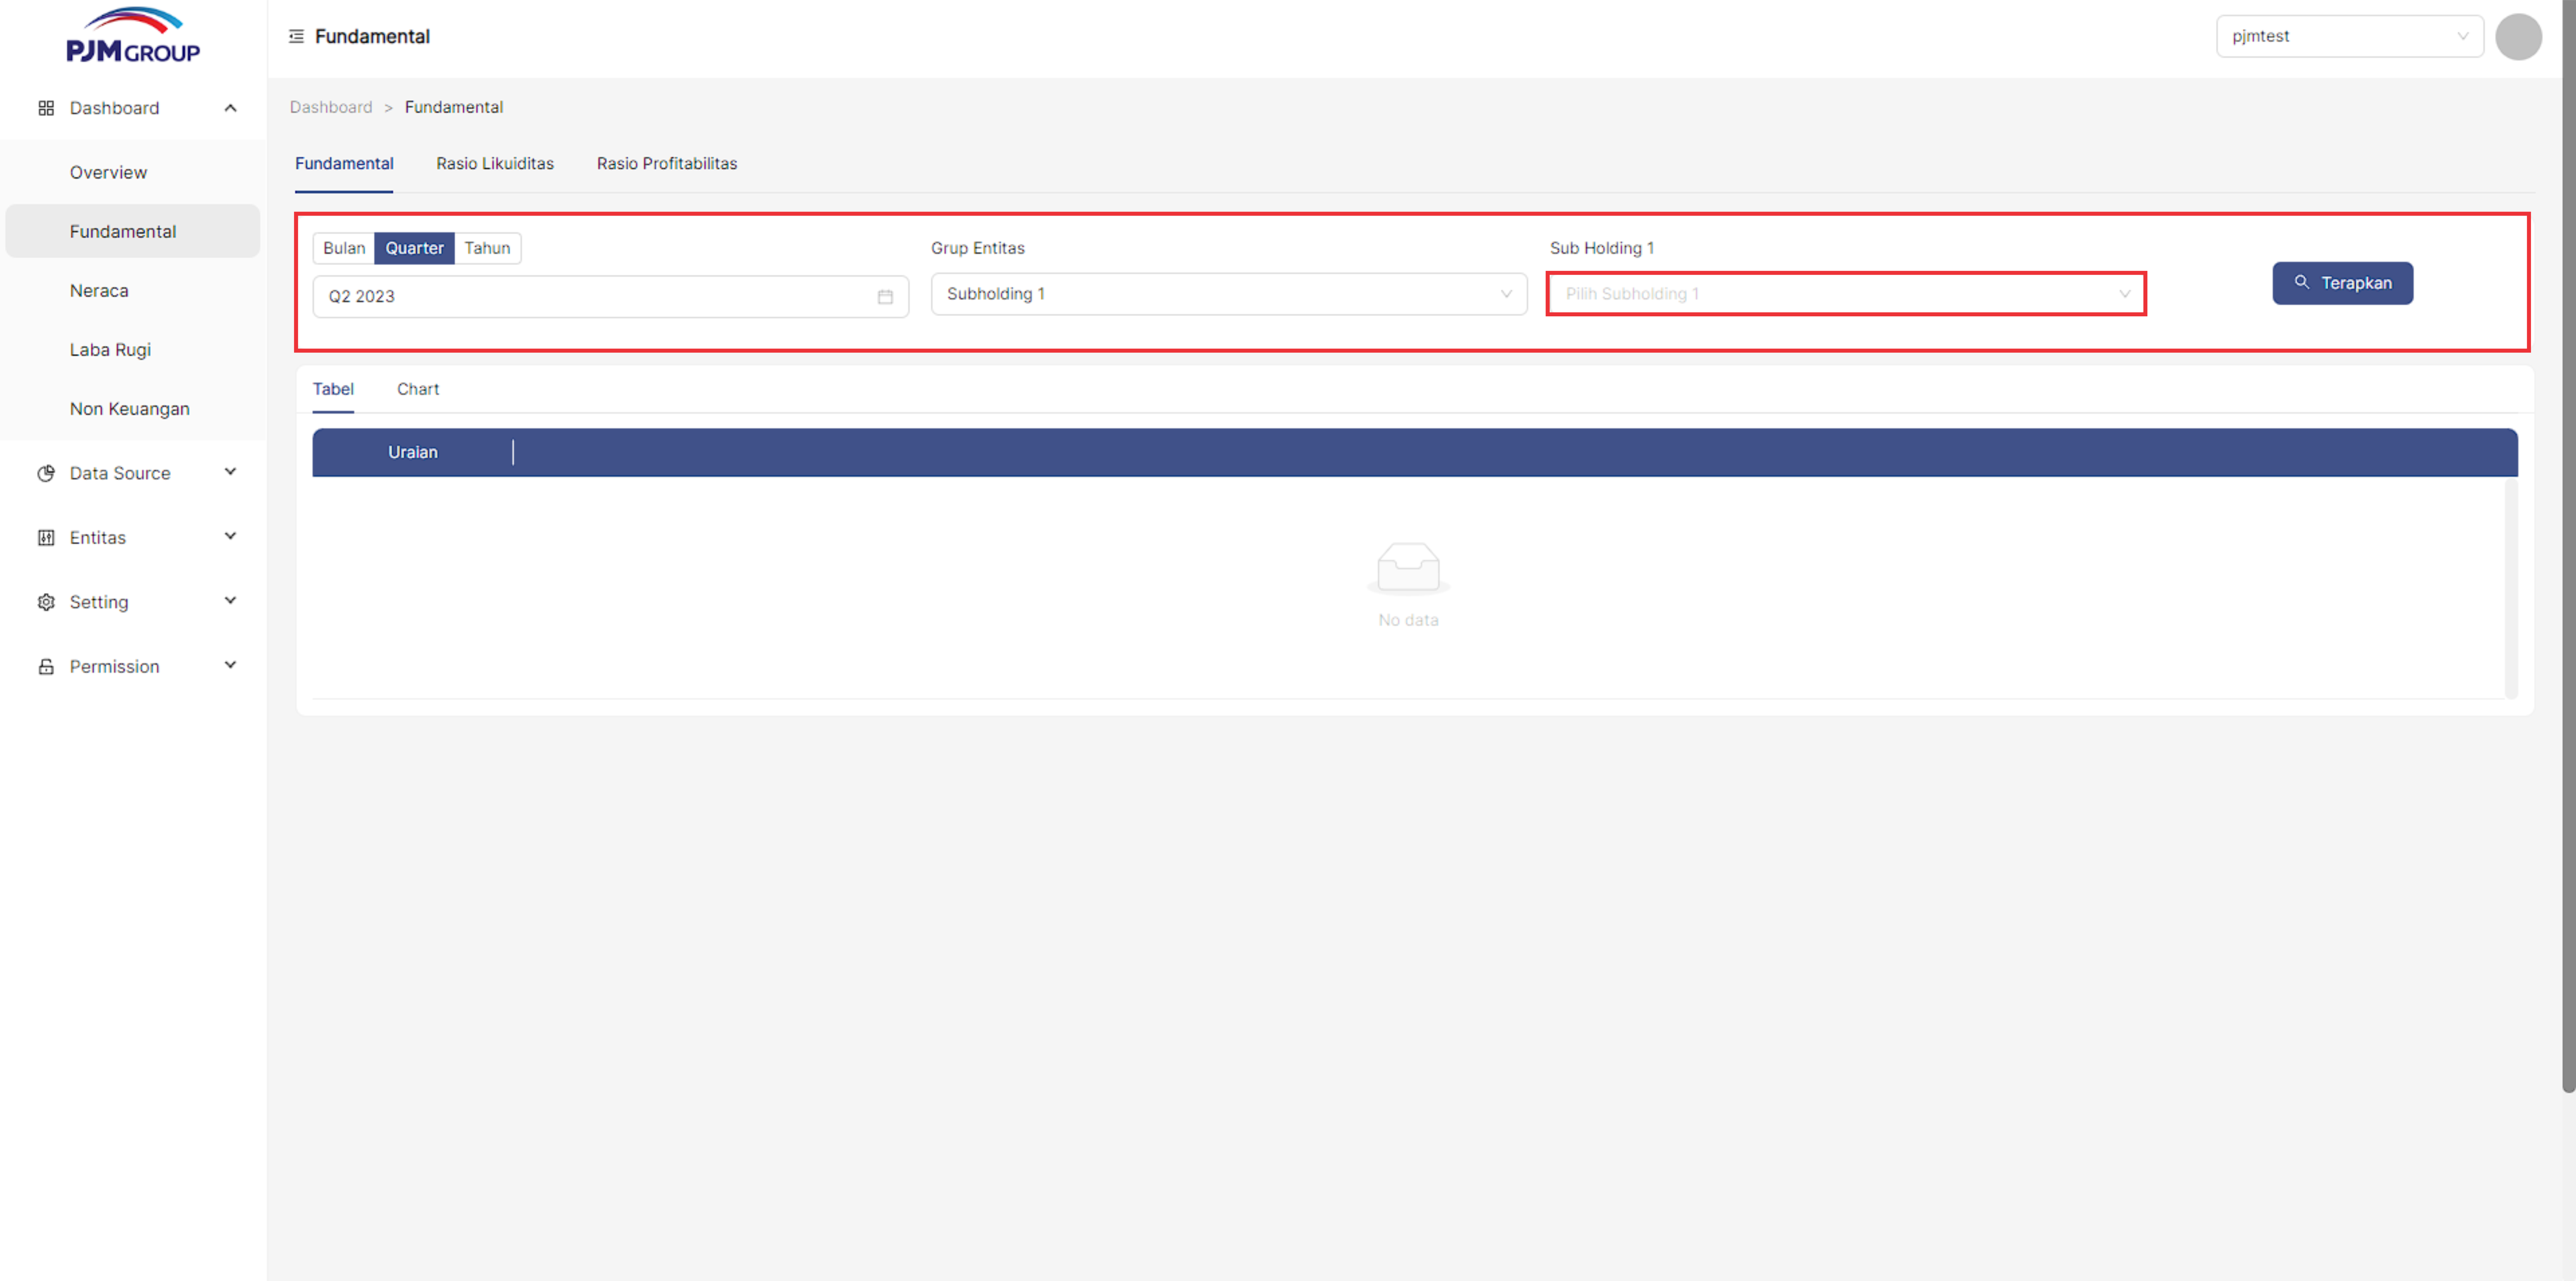 PJM GROUP
Fundamental
pjmtest
Dashboard
Overview
Fundamental
Neraca
Laba Rugi
Non Keuangan
Data Source
Entitas
Setting
Permission
Dashboard > Fundamental
Fundamental Rasio Likuiditas Rasio Profitabilitas
Bulan Quarter Tahun
Q2 2023
Grup Entitas
Subholding 1
Sub Holding 1
Pilih Subholding 1
Terapkan
Tabel Chart
Uraian
No data